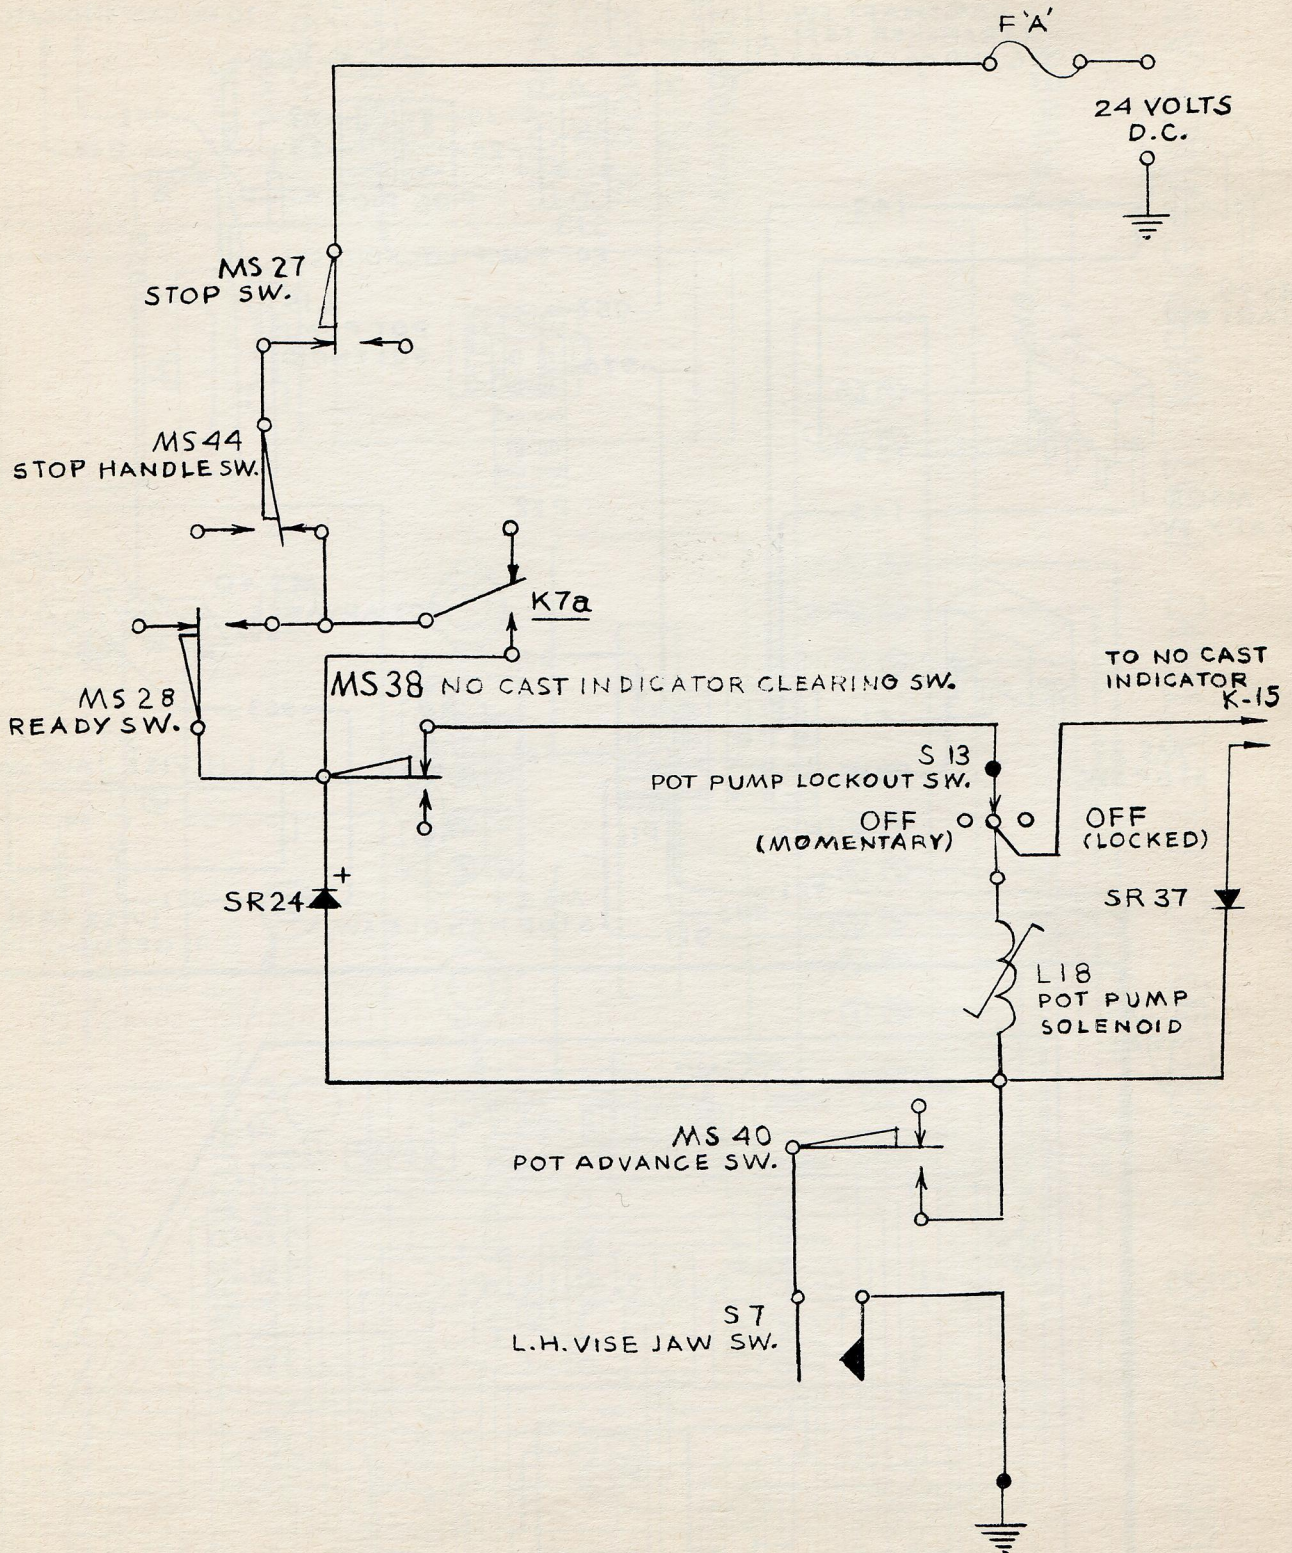 F 'A'
24 VOLTS
D.C.
MS 27
STOP SW.
MS 44
STOP HANDLE SW.
K7a
MS 38 NO CAST INDICATOR CLEARING SW.
TO NO CAST
INDICATOR
K-15
MS 28
READY SW.
S 13
POT PUMP LOCKOUT SW.
OFF
(MOMENTARY)
OFF
(LOCKED)
+
SR24
SR 37
L18
POT PUMP
SOLENOID
MS 40
POT ADVANCE SW.
S 7
L.H. VISE JAW SW.